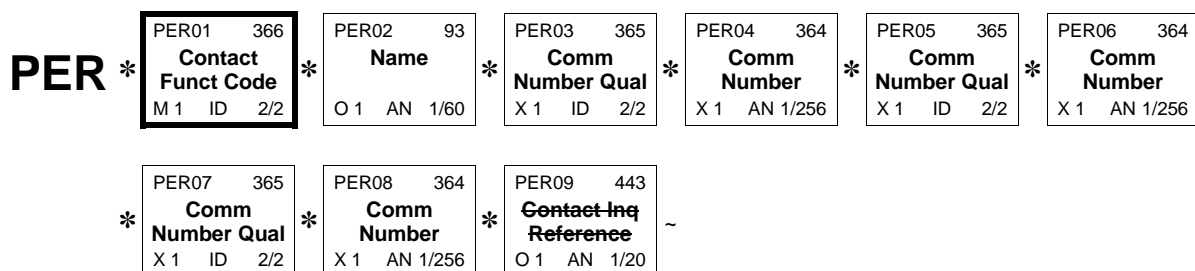 PER01 366 PER02 93 PER03 365 PER04 364 PER05 365 PER06 364
PER * Contact * Name * Comm * Comm * Comm * Comm
Funct Code Number Qual Number Number Qual Number
M 1 ID 2/2 O 1 AN 1/60 X 1 ID 2/2 X 1 AN 1/256 X 1 ID 2/2 X 1 AN 1/256
PER07 365 PER08 364 PER09 443
* Comm * Comm * Contact Inq ~
Number Qual Number Reference
X 1 ID 2/2 X 1 AN 1/256 O 1 AN 1/20